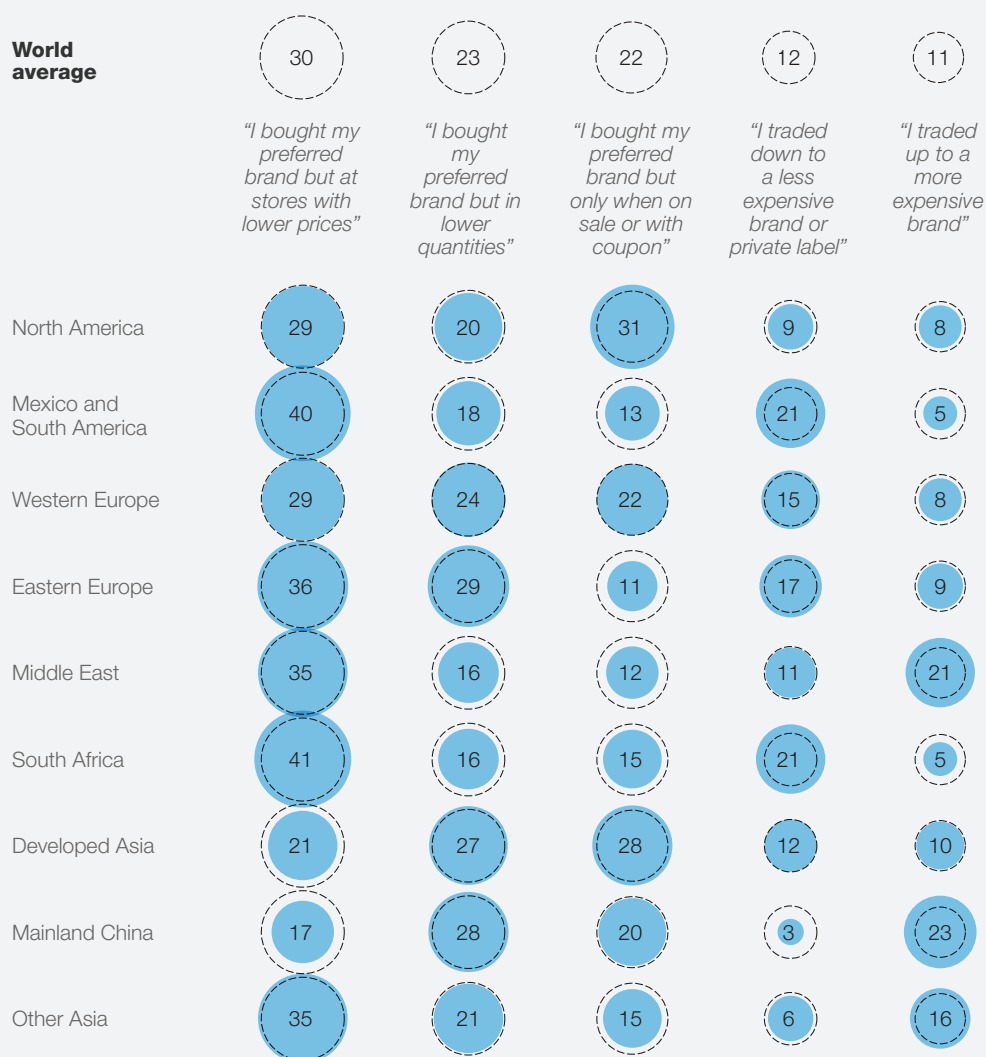 World
average
30
23
22
12
11
“I bought my
preferred
brand but at
stores with
lower prices”
“I bought
my
preferred
brand but in
lower
quantities”
“I bought my
preferred
brand but
only when on
sale or with
coupon”
“I traded
down to
a less
expensive
brand or
private label”
“I traded
up to a
more
expensive
brand”
North America
29
20
31
9
8
Mexico and
South America
40
18
13
21
5
Western Europe
29
24
22
15
8
Eastern Europe
36
29
11
17
9
Middle East
35
16
12
11
21
South Africa
41
16
15
21
5
Developed Asia
21
27
28
12
10
Mainland China
17
28
20
3
23
Other Asia
35
21
15
6
16